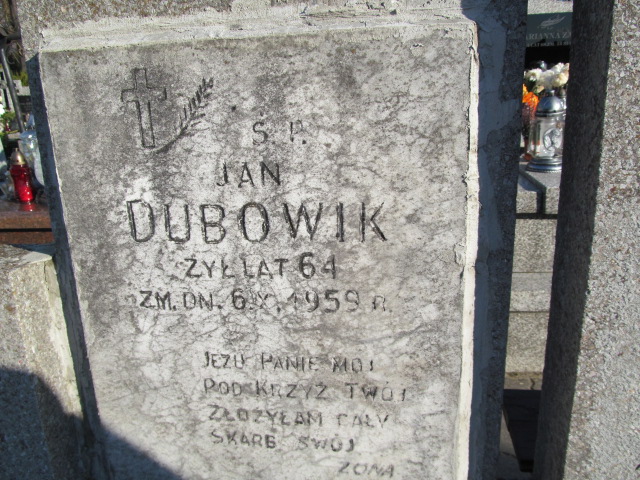 Ś. P.
JAN
DUBOWIK
ŻYŁ LAT 64
ZM. DN. 6.X.1959 R.
JEZU PANIE MÓJ
POD KRZYŻ TWÓJ
ZŁOŻYŁAM CAŁY
SKARB SWÓJ
ŻONA